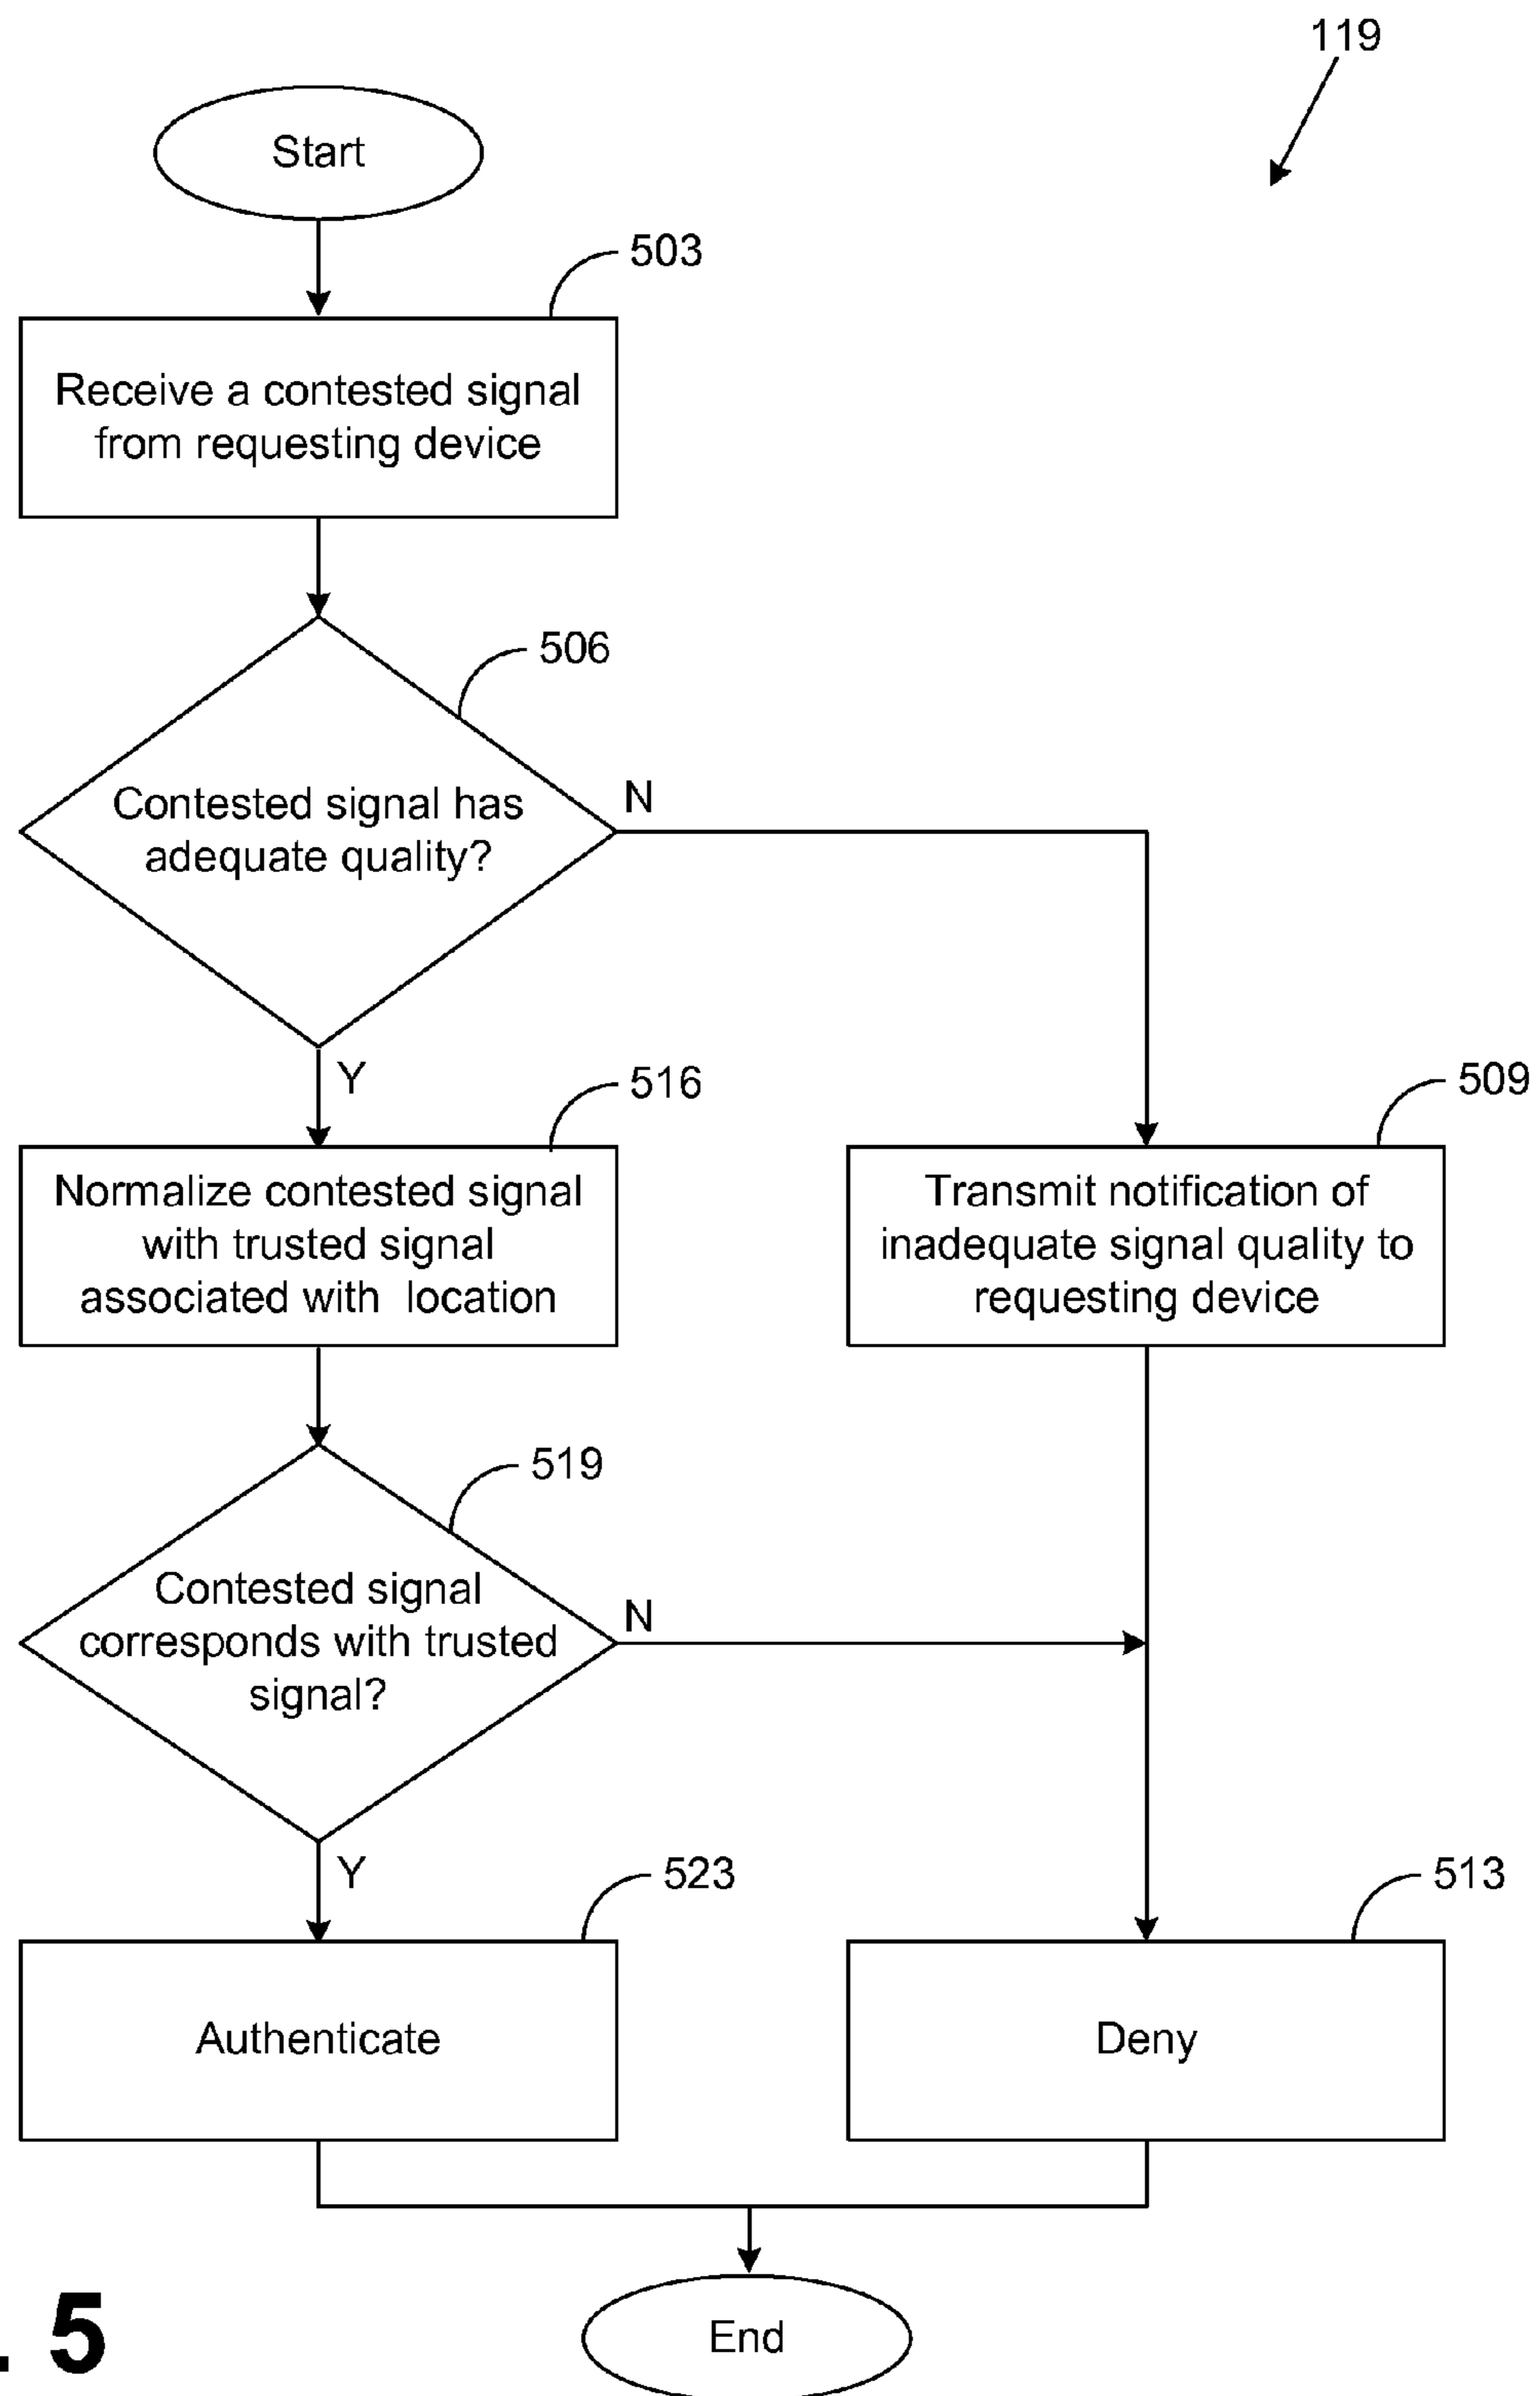 119
Start
503
Receive a contested signal
from requesting device
506
Contested signal has
adequate quality?
N
Y
516
Normalize contested signal
with trusted signal
associated with location
509
Transmit notification of
inadequate signal quality to
requesting device
519
Contested signal
corresponds with trusted
signal?
N
Y
523
Authenticate
513
Deny
End
. 5